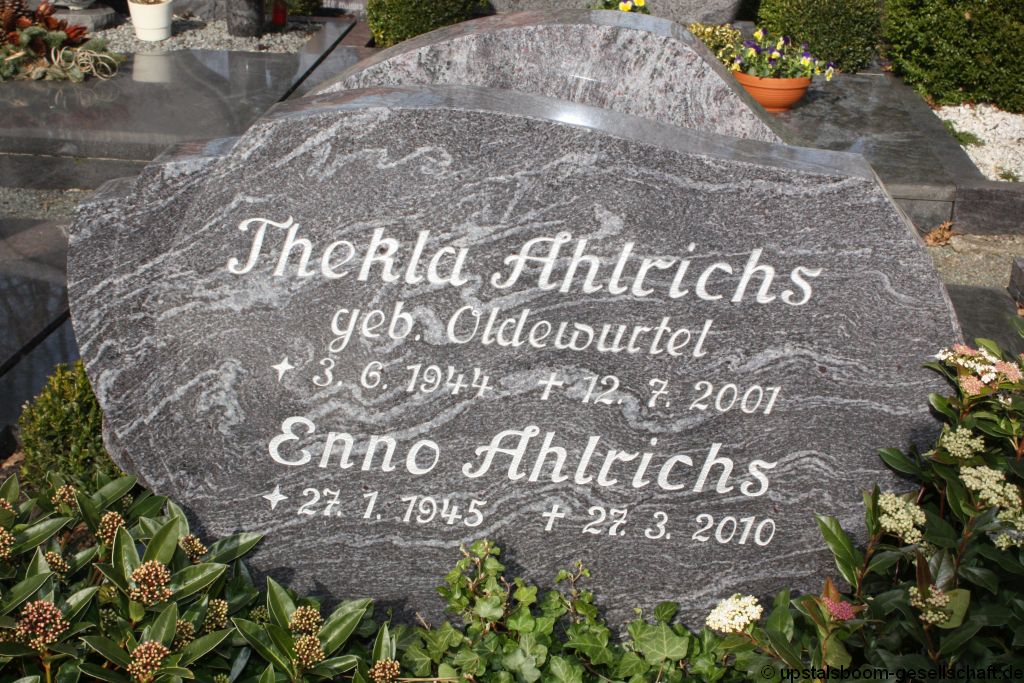 Thekla Ahlrichs
geb. Oldewurtel
✦ 3. 6. 1944 ✝ 12. 7. 2001
Enno Ahlrichs
✦ 27. 1. 1945 ✝ 27. 3. 2010
© upstalsboom-gesellschaft.de